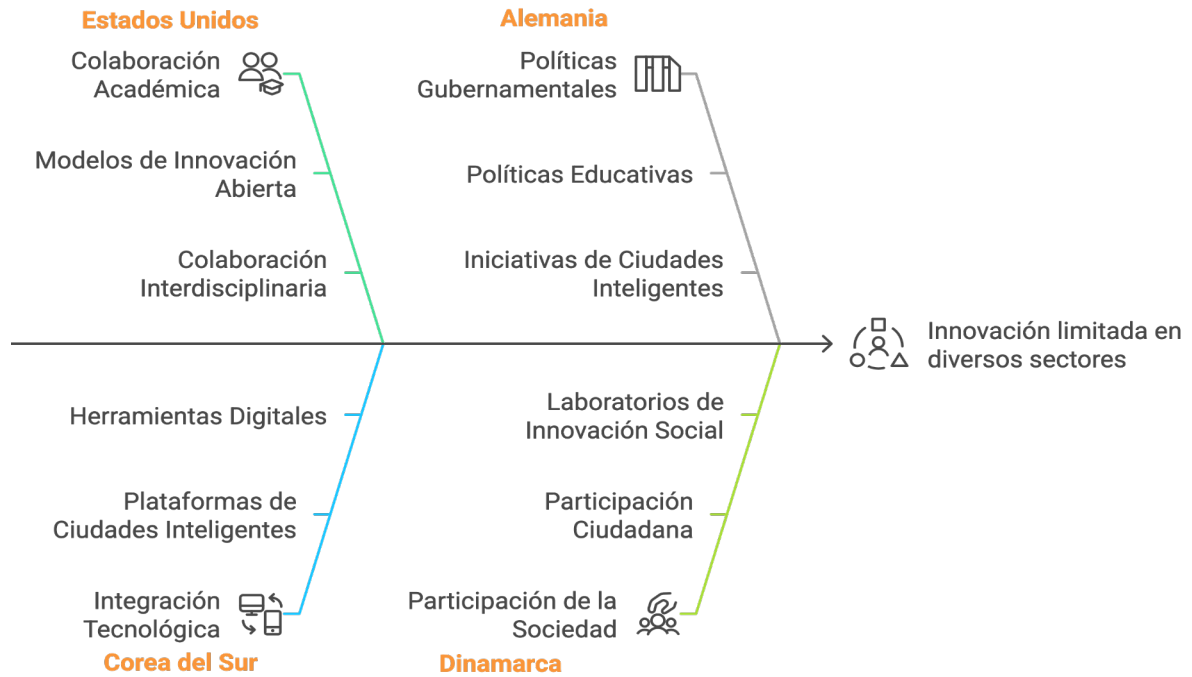 Estados Unidos
Colaboración
Académica
Modelos de Innovación
Abierta
Colaboración
Interdisciplinaria
Alemania
Políticas
Gubernamentales
Políticas Educativas
Iniciativas de Ciudades
Inteligentes
Innovación limitada en
diversos sectores
Herramientas Digitales
Plataformas de
Ciudades Inteligentes
Integración
Tecnológica
Corea del Sur
Laboratorios de
Innovación Social
Participación
Ciudadana
Participación de la
Sociedad
Dinamarca